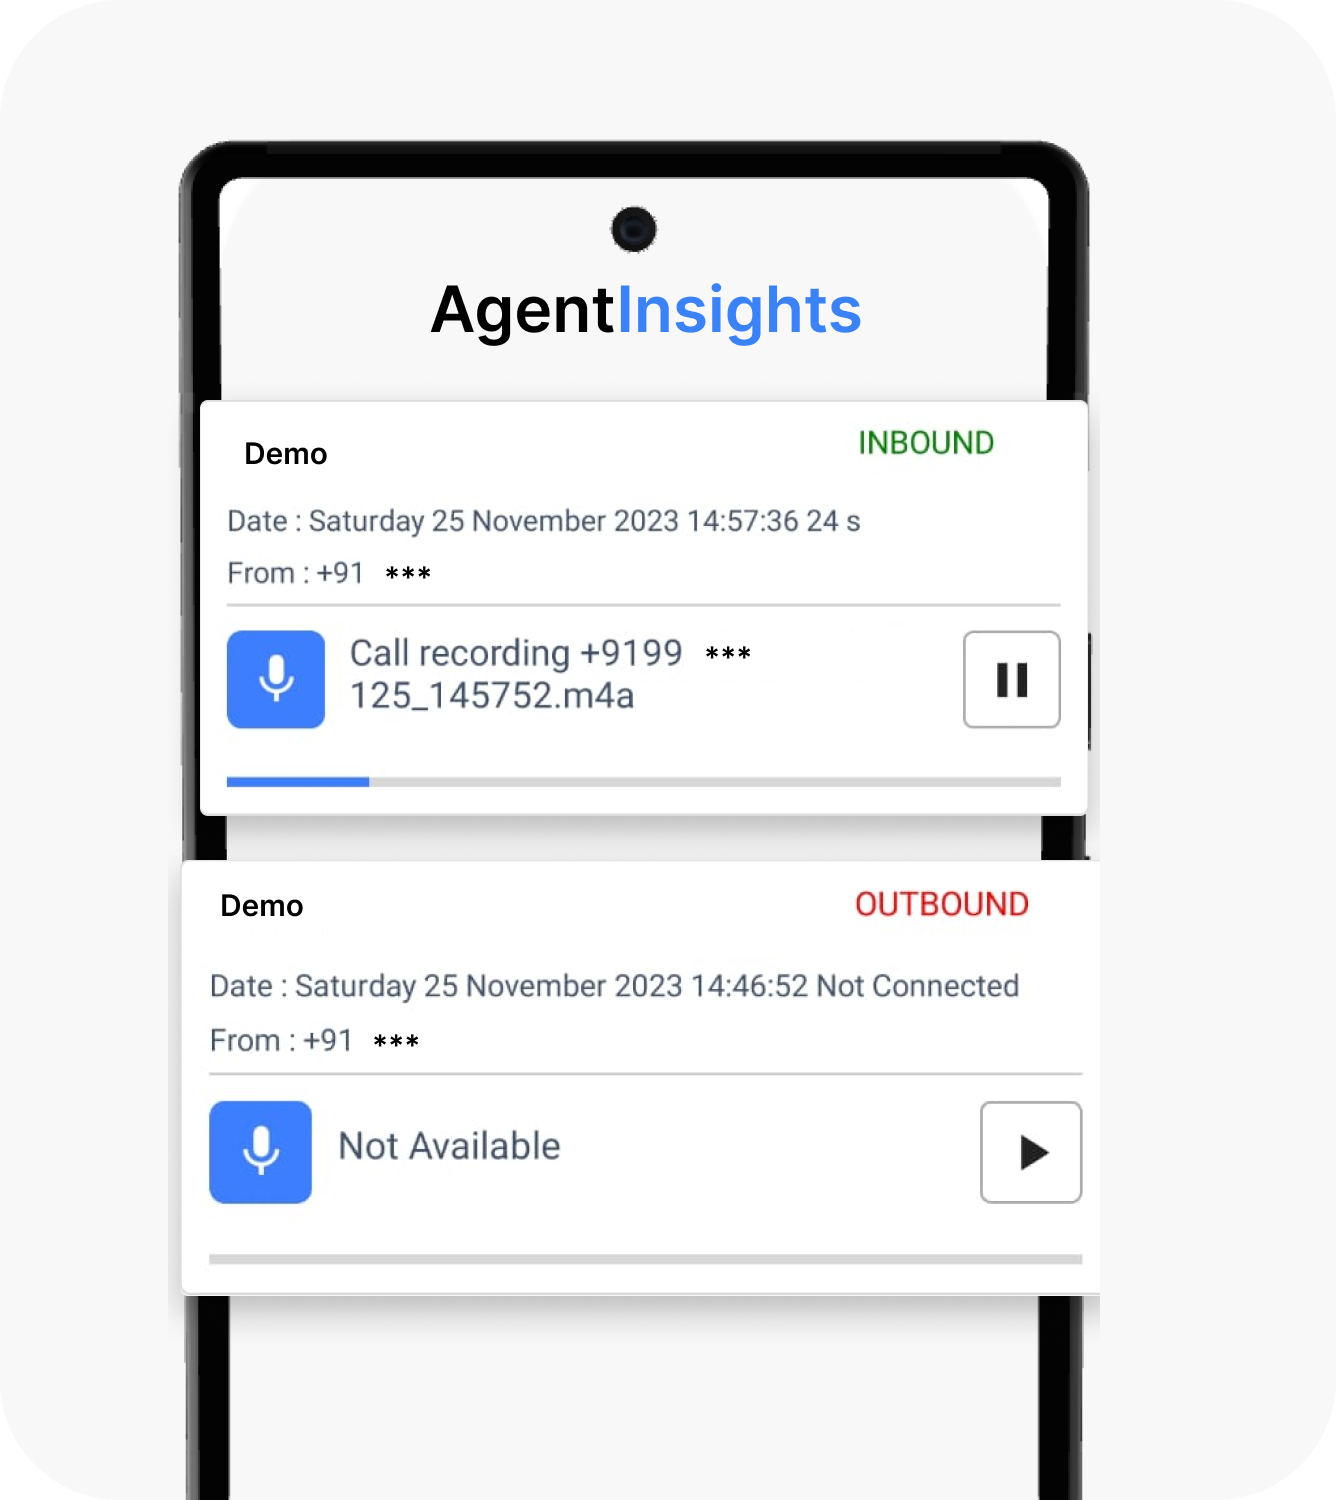 AgentInsights
Demo INBOUND
Date : Saturday 25 November 2023 14:57:36 24 s
From : +91 ***
Call recording +9199 ***
125_145752.m4a
Demo OUTBOUND
Date : Saturday 25 November 2023 14:46:52 Not Connected
From : +91 ***
Not Available